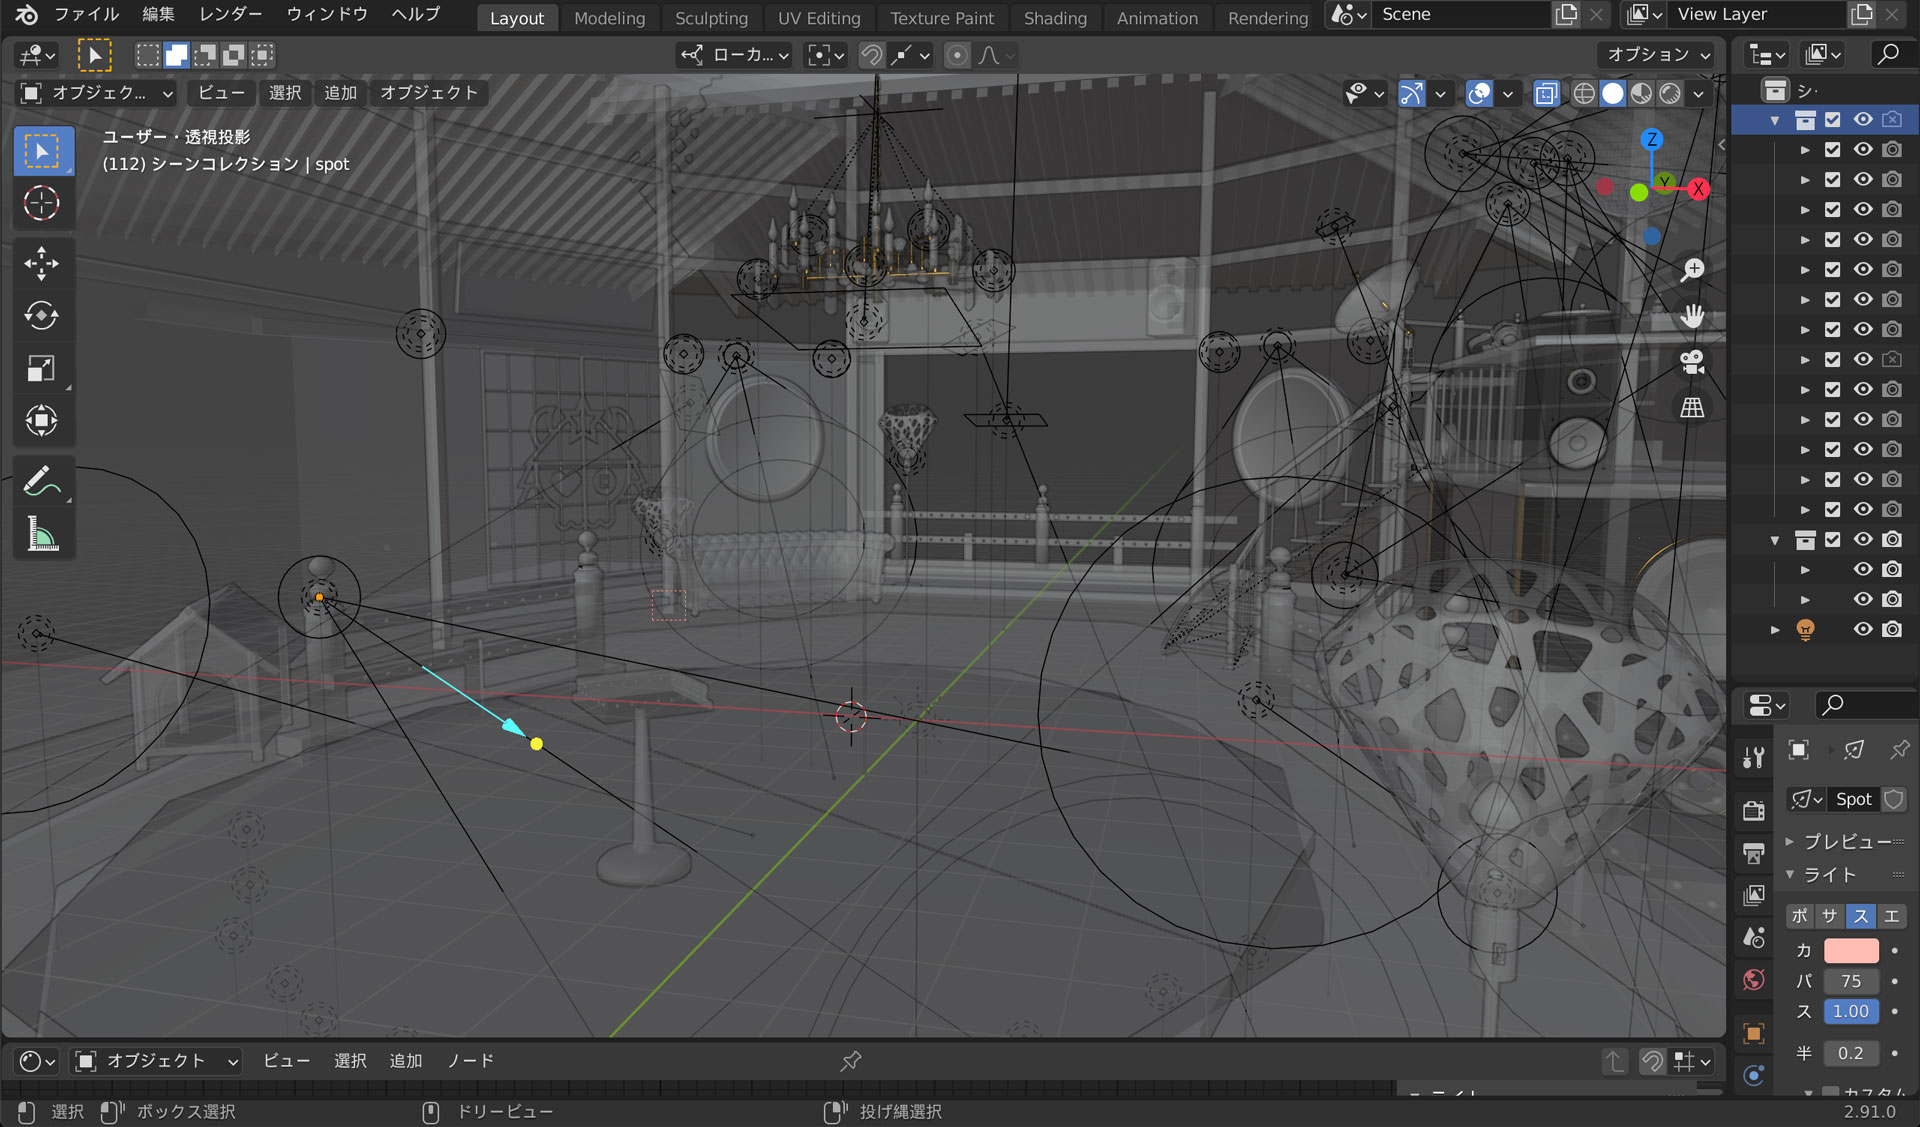 ファイル 編集 レンダー ウィンドウ ヘルプ Layout Modeling Sculpting UV Editing Texture Paint Shading Animation Rendering Scene View Layer
ローカ... オプション
オブジェク... ビュー 選択 追加 オブジェクト
シ
ユーザー・透視投影
(112) シーンコレクション | spot
Z
Y
X
Spot
プレビュー
ライト
ポ サ ス エ
カ
パ 75
ス 1.00
半 0.2
カスタム
オブジェクト ビュー 選択 追加 ノード
ライト
選択 ボックス選択 ドリービュー 投げ縄選択 2.91.0